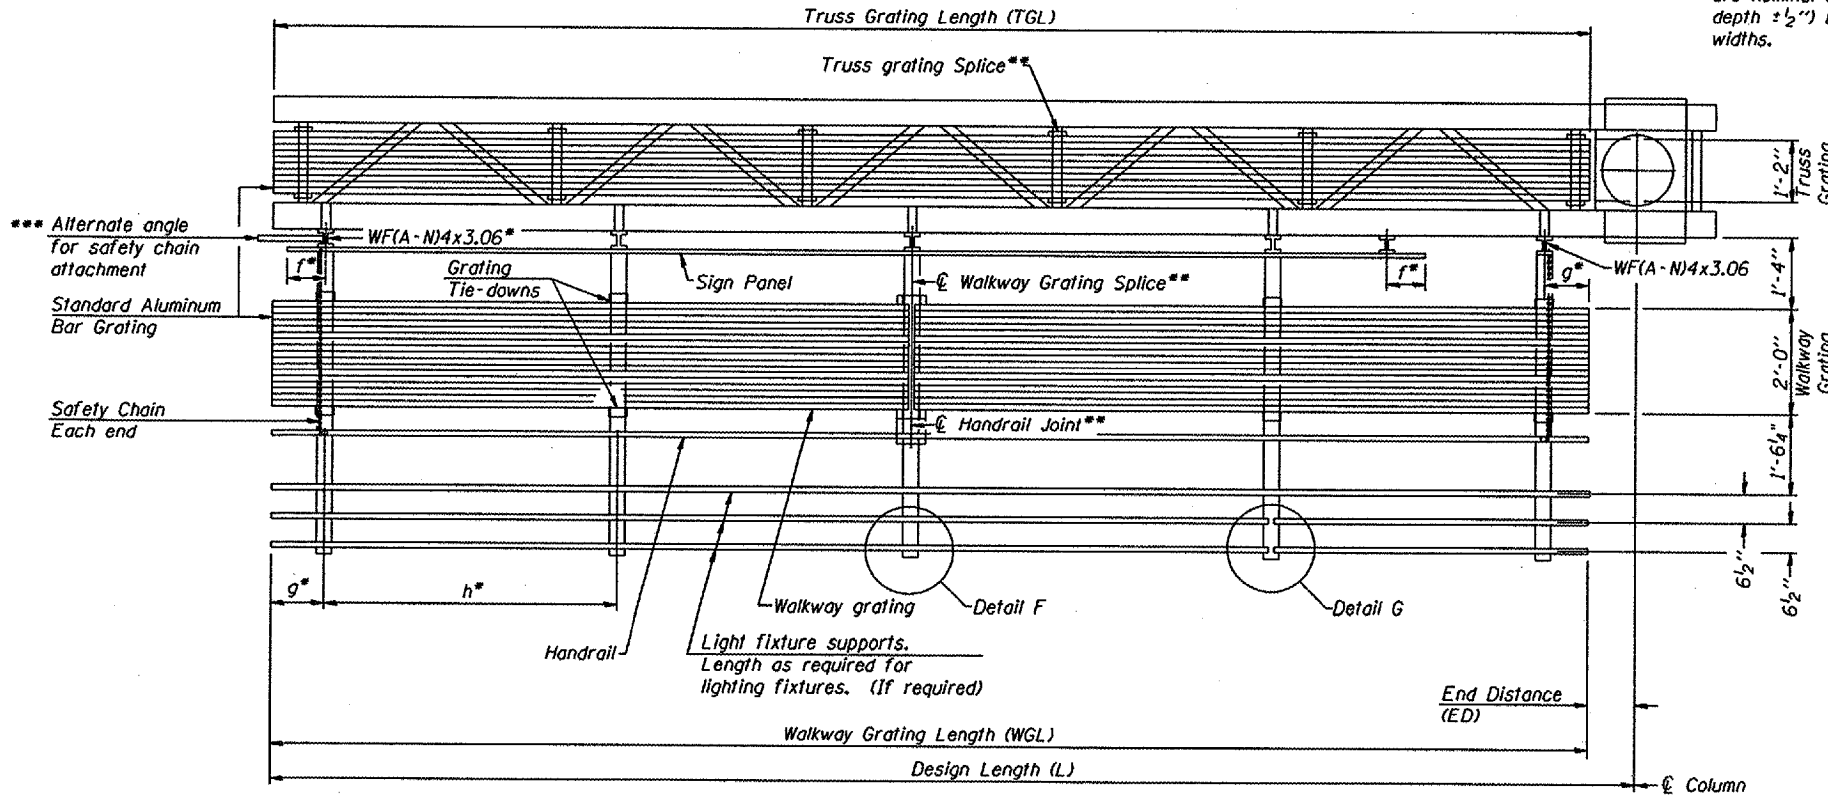 Truss Grating Length (TGL)
depth ±½") 
widths.
Truss grating Splice**
1'-2"
Truss
Grating
*** Alternate angle
for safety chain
attachment
WF(A-N)4x3.06*
f*
Grating
Tie-downs
Sign Panel
℄ Walkway Grating Splice**
f*
WF(A-N)4x3.06
g*
1'-4"
Standard Aluminum
Bar Grating
2'-0"
Walkway
Grating
Safety Chain
Each end
℄ Handrail Joint**
1'-6¼"
6½"
6½"
g*
h*
Walkway grating
Detail F
Detail G
Handrail
Light fixture supports.
Length as required for
lighting fixtures. (If required)
End Distance
(ED)
Walkway Grating Length (WGL)
Design Length (L)
℄ Column